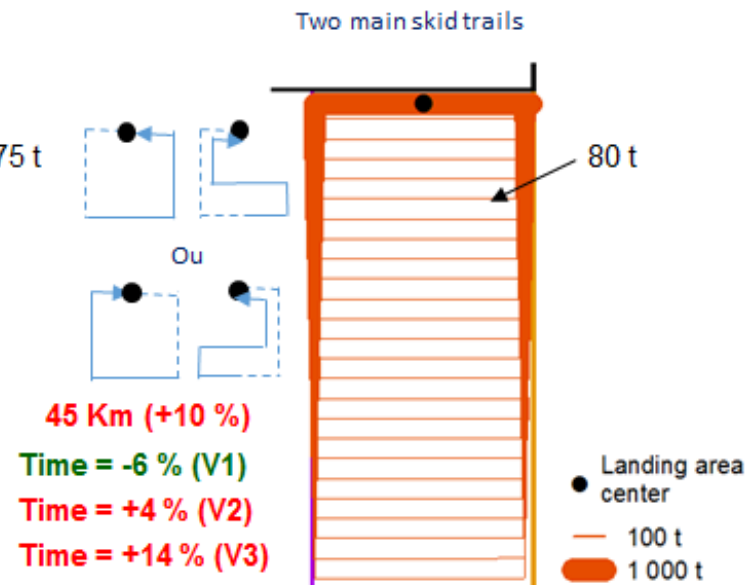 Two main skid trails
75 t
80 t
Ou
45 Km (+10 %)
Time = -6 % (V1)
Time = +4 % (V2)
Time = +14 % (V3)
Landing area
center
100 t
1 000 t